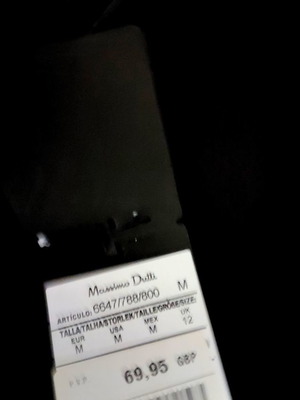 Massimo Dutti
ARTÍCULO: 6647/788/800 M
TALLA/TALHA/STORLEK/TAILLE/GRÖßE/SIZE:
EUR USA MEX UK
M M M 12
69,95 GBP